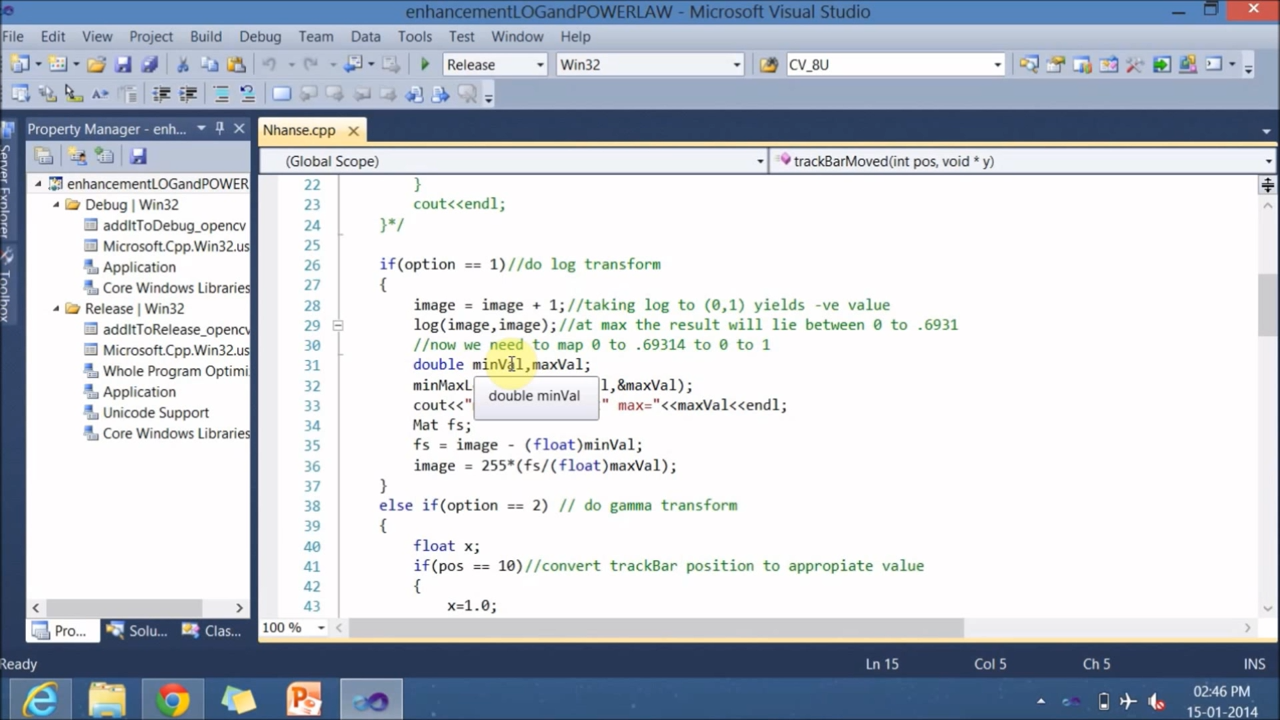 enhancementLOGandPOWERLAW - Microsoft Visual Studio
File Edit View Project Build Debug Team Data Tools Test Window Help
Release Win32 CV_8U
Property Manager - enh...
Nhanse.cpp
(Global Scope) trackBarMoved(int pos, void * y)
Server Explorer
Toolbox
enhancementLOGandPOWER
Debug | Win32
addItToDebug_opencv
Microsoft.Cpp.Win32.us
Application
Core Windows Libraries
Release | Win32
addItToRelease_opencv
Microsoft.Cpp.Win32.us
Whole Program Optimi
Application
Unicode Support
Core Windows Libraries
Pro... Solu... Clas...
22 }
23 cout<<endl;
24 }*/
25
26 if(option == 1)//do log transform
27 {
28 image = image + 1;//taking log to (0,1) yields -ve value
29 log(image,image);//at max the result will lie between 0 to .6931
30 //now we need to map 0 to .69314 to 0 to 1
31 double minVal,maxVal;
32 minMaxL l,&maxVal);
double minVal
33 cout<<" " max="<<maxVal<<endl;
34 Mat fs;
35 fs = image - (float)minVal;
36 image = 255*(fs/(float)maxVal);
37 }
38 else if(option == 2) // do gamma transform
39 {
40 float x;
41 if(pos == 10)//convert trackBar position to appropiate value
42 {
43 x=1.0;
100 %
Ready Ln 15 Col 5 Ch 5 INS
02:46 PM
15-01-2014